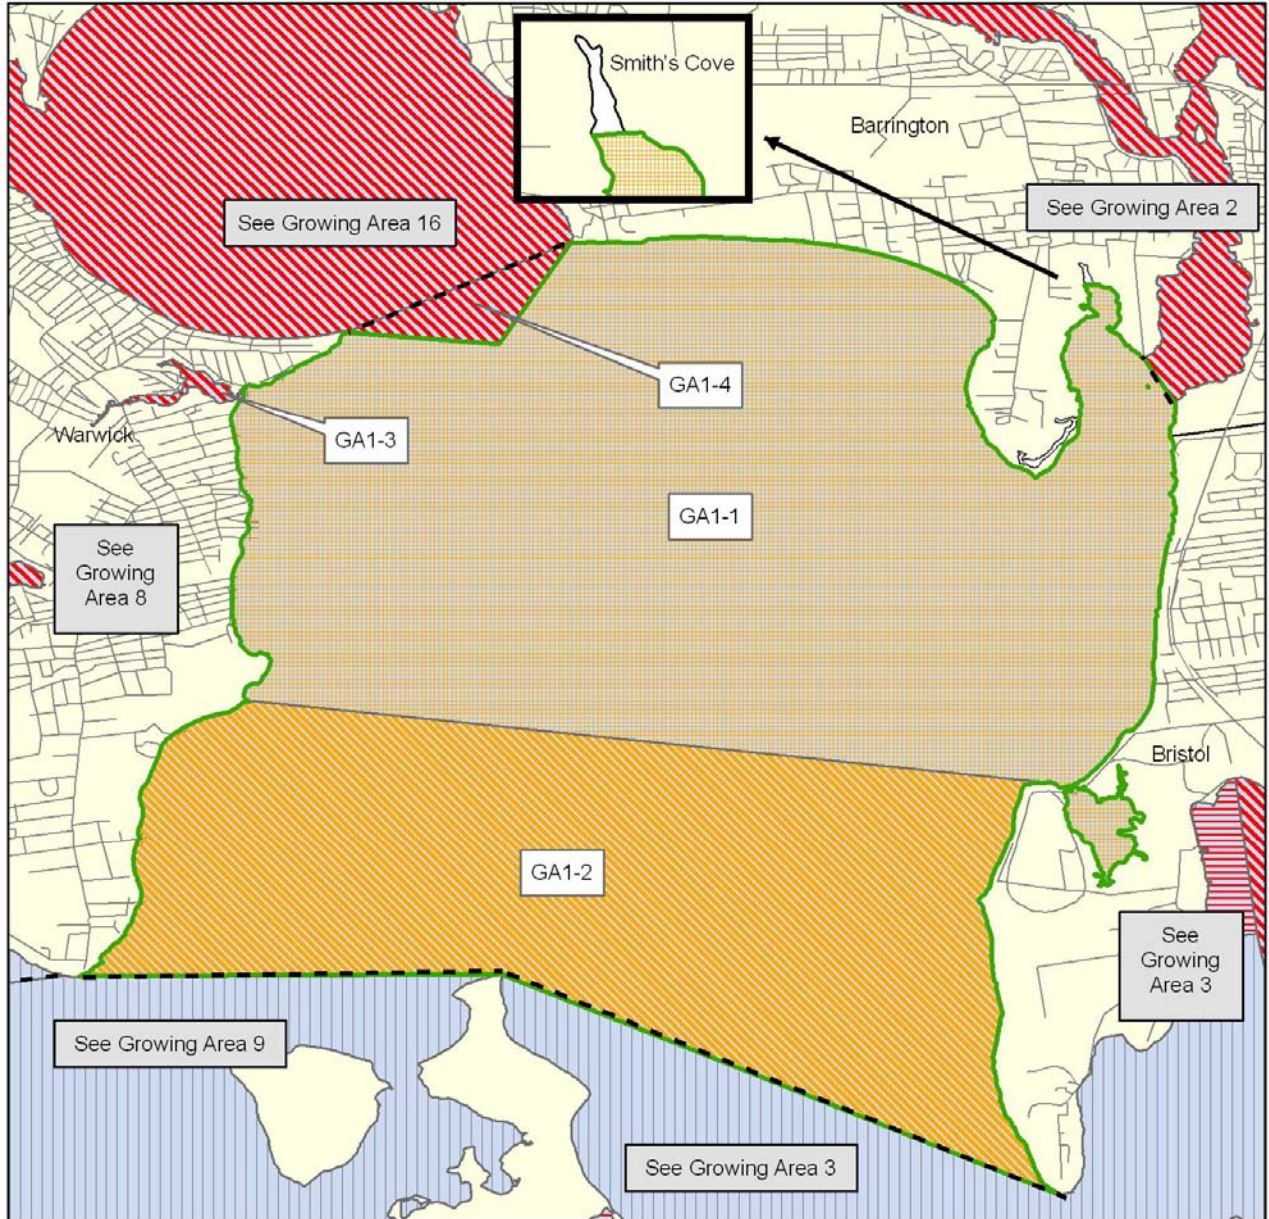 Smith's Cove
Barrington
See Growing Area 2
See Growing Area 16
GA1-4
GA1-3
Warwick
GA1-1
See
Growing
Area 8
Bristol
GA1-2
See
Growing
Area 3
See Growing Area 9
See Growing Area 3